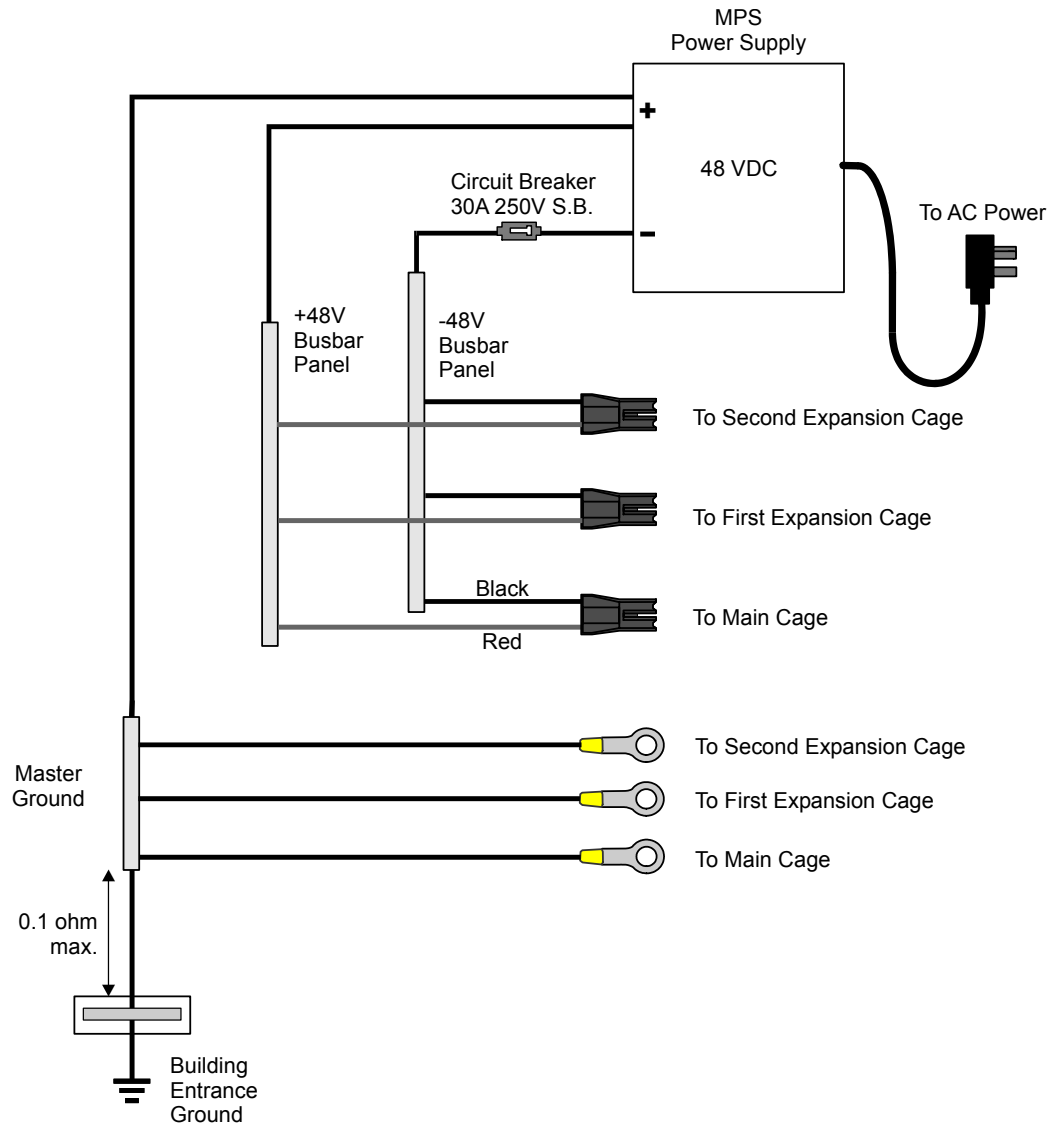 MPS
Power Supply
+
48 VDC
Circuit Breaker
30A 250V S.B.
-
To AC Power
+48V
Busbar
Panel
-48V
Busbar
Panel
To Second Expansion Cage
To First Expansion Cage
Black
To Main Cage
Red
Master
Ground
To Second Expansion Cage
To First Expansion Cage
To Main Cage
0.1 ohm
max.
Building
Entrance
Ground